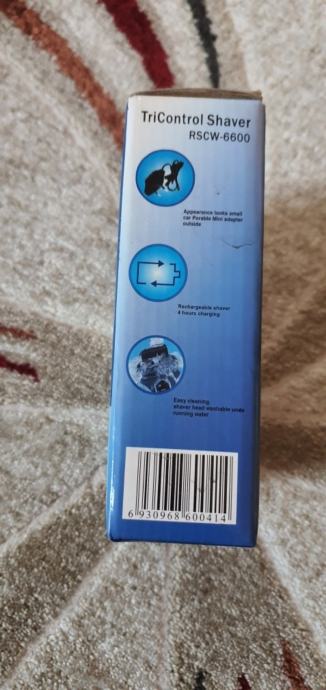 TriControl Shaver
RSCW-6600
Appearance looks small
car Porable Mini adapter
outside
Rechargeable shaver
4 hours charging
Easy cleaning
shaver head washable unde
running water
6 930968 600414